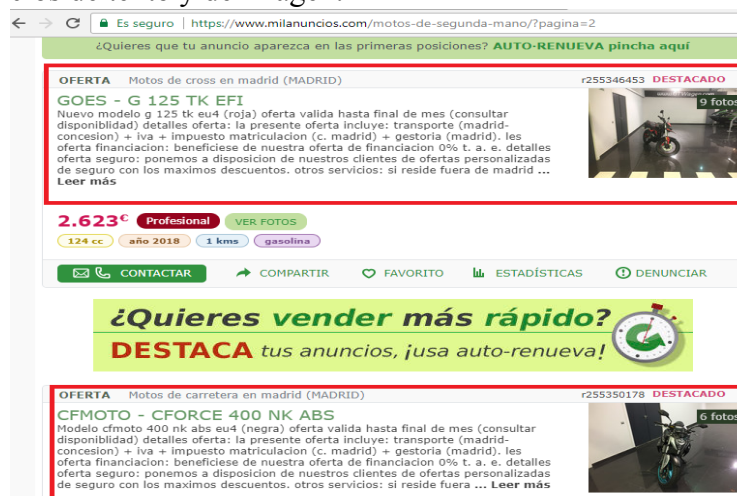 Es seguro | https://www.milanuncios.com/motos-de-segunda-mano/?pagina=2
¿Quieres que tu anuncio aparezca en las primeras posiciones? AUTO-RENUEVA pincha aquí
OFERTA Motos de cross en madrid (MADRID) r255346453 DESTACADO
GOES - G 125 TK EFI
9 fotos
Nuevo modelo g 125 tk eu4 (roja) oferta valida hasta final de mes (consultar
disponiblidad) detalles oferta: la presente oferta incluye: transporte (madrid-
concesion) + iva + impuesto matriculacion (c. madrid) + gestoria (madrid). les
oferta financiacion: beneficiese de nuestra oferta de financiacion 0% t. a. e. detalles
oferta seguro: ponemos a disposicion de nuestros clientes de ofertas personalizadas
de seguro con los maximos descuentos. otros servicios: si reside fuera de madrid ...
Leer más
2.623€ Profesional VER FOTOS
124 cc año 2018 1 kms gasolina
CONTACTAR COMPARTIR FAVORITO ESTADÍSTICAS DENUNCIAR
¿Quieres vender más rápido?
DESTACA tus anuncios, ¡usa auto-renueva!
OFERTA Motos de carretera en madrid (MADRID) r255350178 DESTACADO
CFMOTO - CFORCE 400 NK ABS
6 fotos
Modelo cfmoto 400 nk abs eu4 (negra) oferta valida hasta final de mes (consultar
disponiblidad) detalles oferta: la presente oferta incluye: transporte (madrid-
concesion) + iva + impuesto matriculacion (c. madrid) + gestoria (madrid). les
oferta financiacion: beneficiese de nuestra oferta de financiacion 0% t. a. e. detalles
oferta seguro: ponemos a disposicion de nuestros clientes de ofertas personalizadas
de seguro con los maximos descuentos. otros servicios: si reside fuera ... Leer más